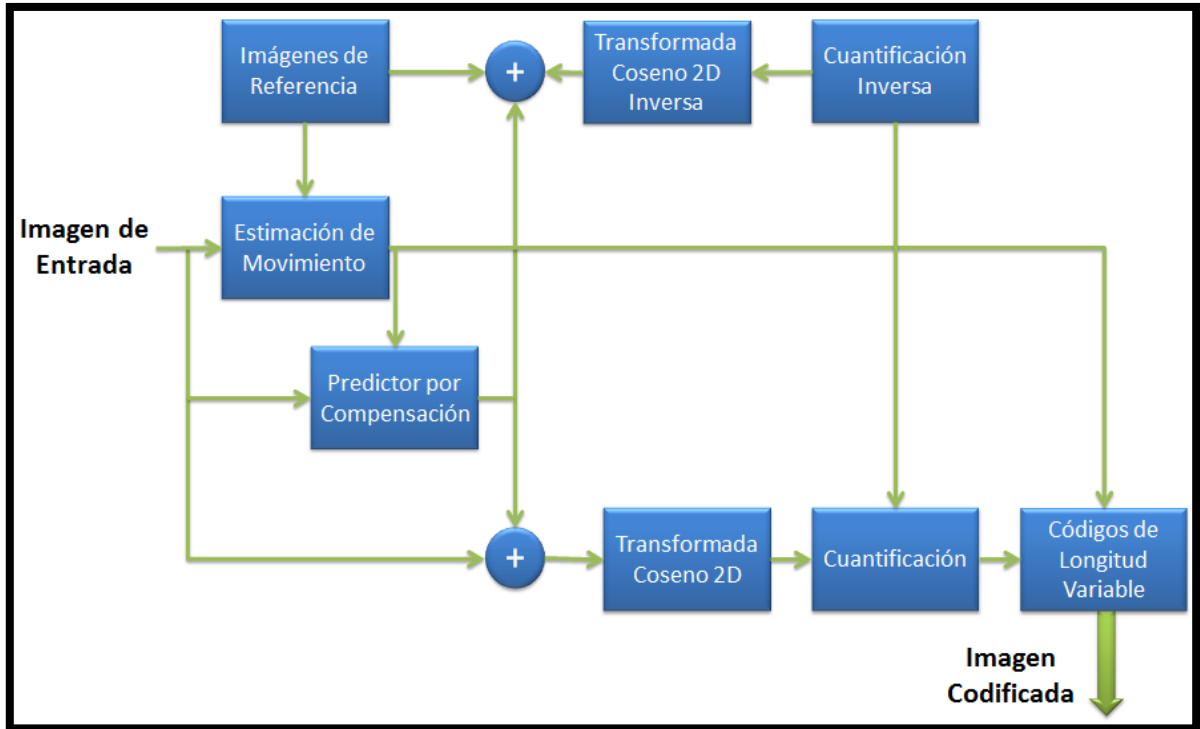 Imágenes de
Referencia
+
Transformada
Coseno 2D
Inversa
Cuantificación
Inversa
Imagen de
Entrada
Estimación de
Movimiento
Predictor por
Compensación
+
Transformada
Coseno 2D
Cuantificación
Códigos de
Longitud
Variable
Imagen
Codificada